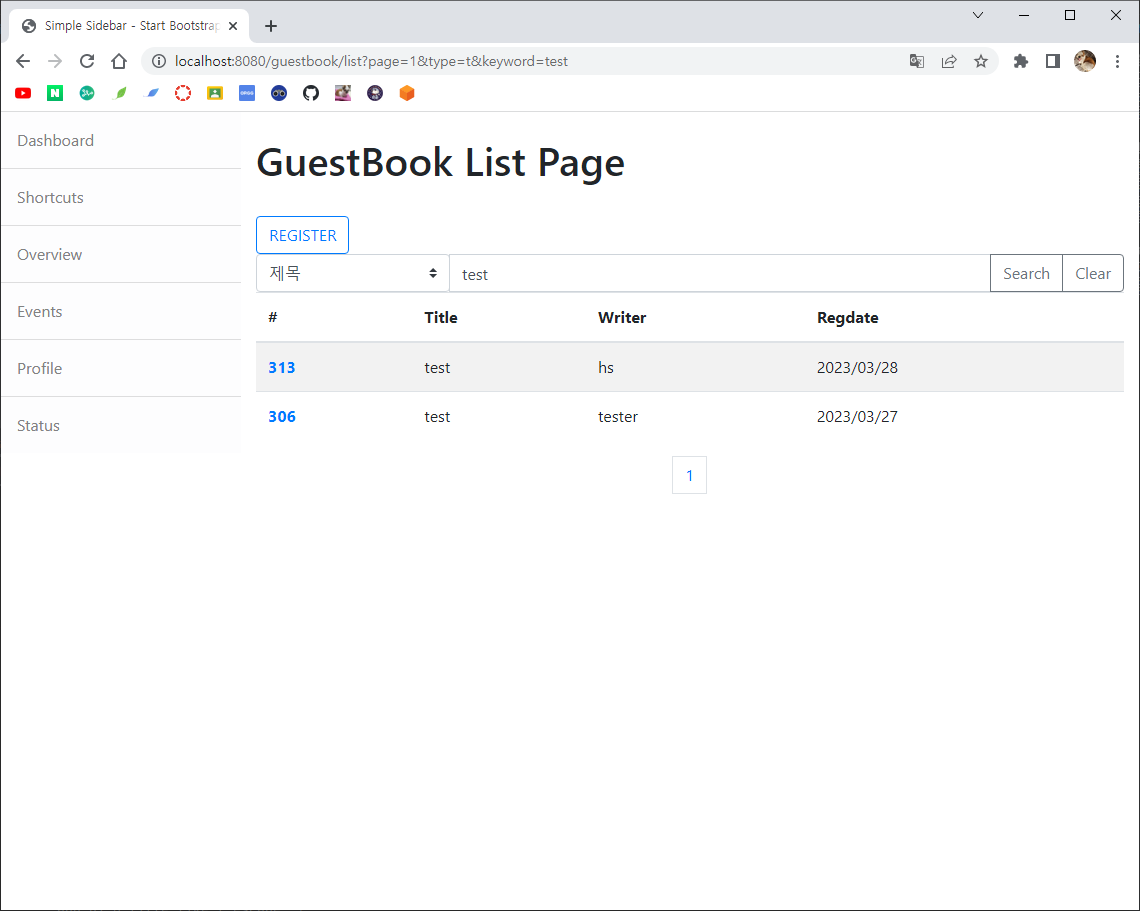 Simple Sidebar - Start Bootstrap
localhost:8080/guestbook/list?page=1&type=t&keyword=test
Dashboard
Shortcuts
Overview
Events
Profile
Status
GuestBook List Page
REGISTER
제목 test Search Clear
# Title Writer Regdate
313 test hs 2023/03/28
306 test tester 2023/03/27
1